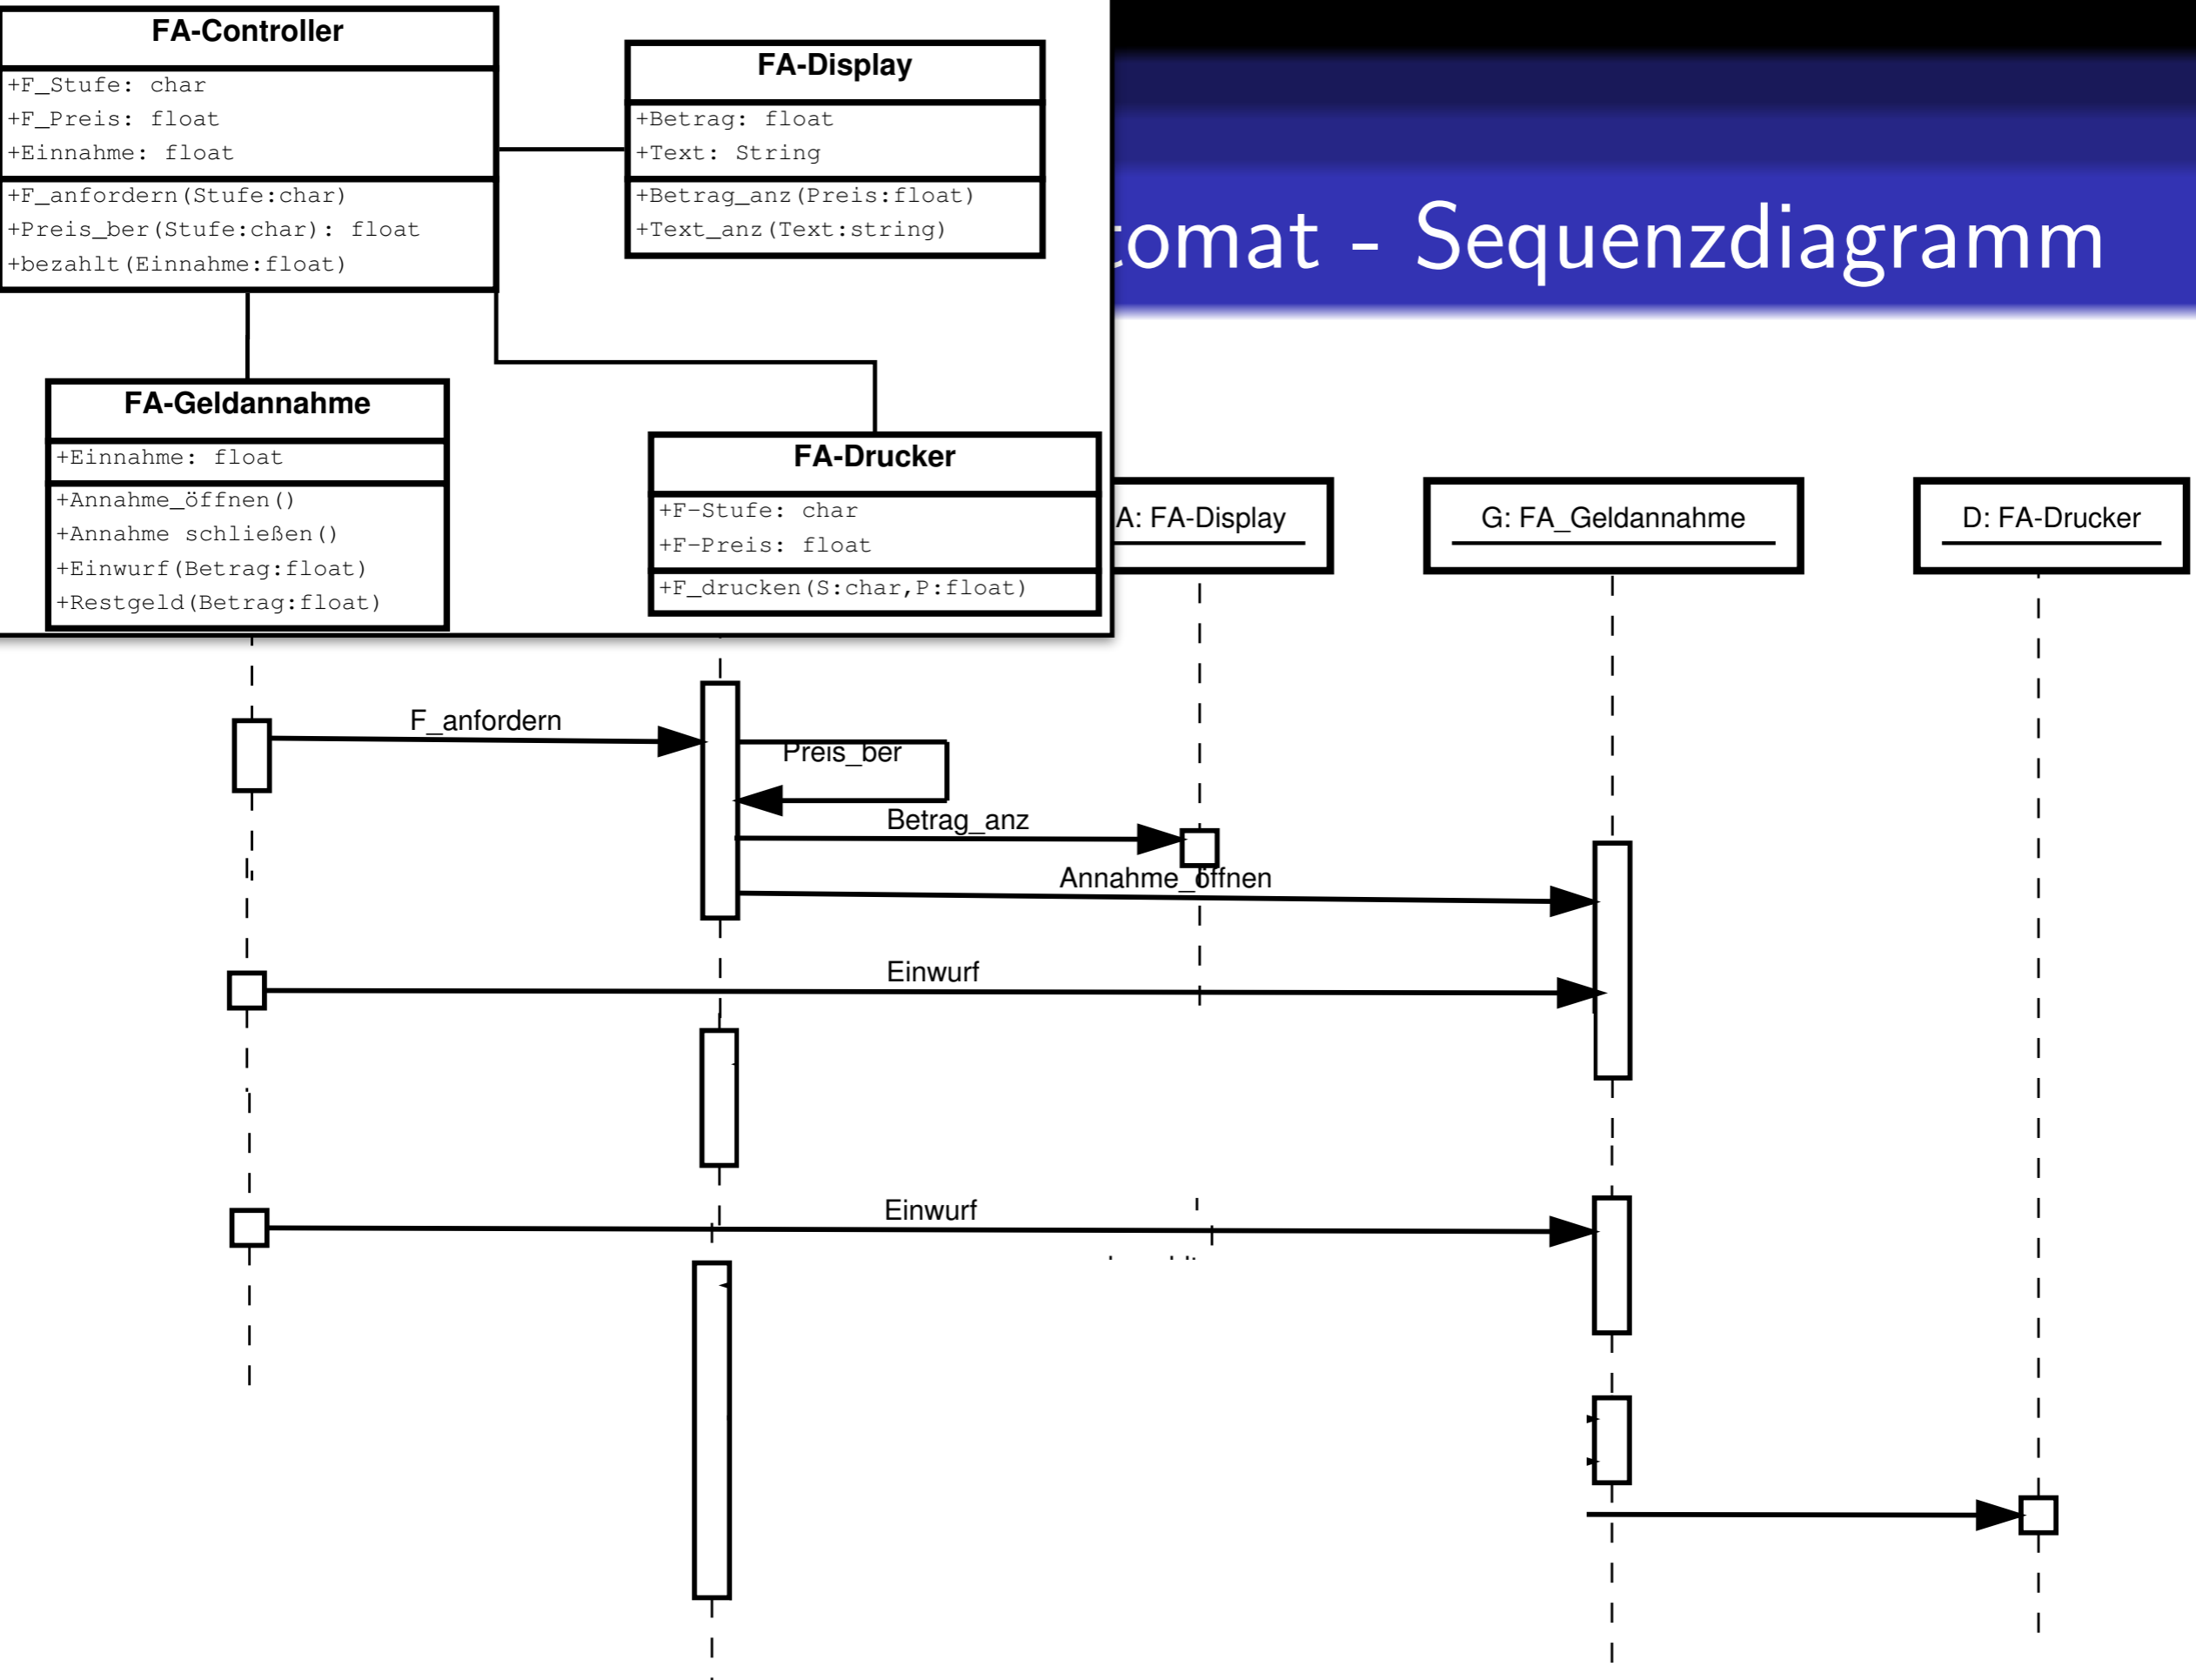 FA-Controller
+F_Stufe: char
+F_Preis: float
+Einnahme: float
+F_anfordern(Stufe:char)
+Preis_ber(Stufe:char): float
+bezahlt(Einnahme:float)
FA-Display
+Betrag: float
+Text: String
+Betrag_anz(Preis:float)
+Text_anz(Text:string)
tomat - Sequenzdiagramm
FA-Geldannahme
+Einnahme: float
+Annahme_öffnen()
+Annahme schließen()
+Einwurf(Betrag:float)
+Restgeld(Betrag:float)
FA-Drucker
+F-Stufe: char
+F-Preis: float
+F_drucken(S:char,P:float)
A: FA-Display
G: FA_Geldannahme
D: FA-Drucker
F_anfordern
Preis_ber
Betrag_anz
Annahme_öffnen
Einwurf
Einwurf